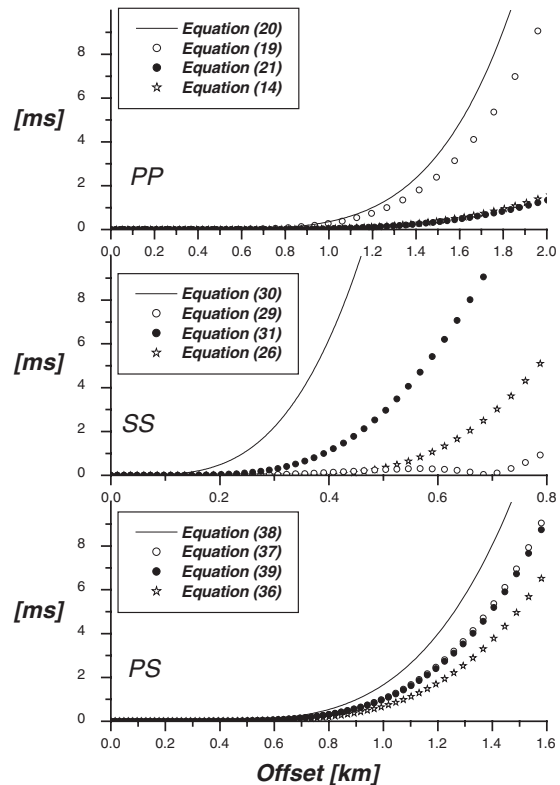 8
6
4
2
0
[ms]
Equation (20)
Equation (19)
Equation (21)
Equation (14)
PP
0.0 0.2 0.4 0.6 0.8 1.0 1.2 1.4 1.6 1.8 2.0
8
6
4
2
0
[ms]
Equation (30)
Equation (29)
Equation (31)
Equation (26)
SS
0.0 0.2 0.4 0.6 0.8
8
6
4
2
0
[ms]
Equation (38)
Equation (37)
Equation (39)
Equation (36)
PS
0.0 0.2 0.4 0.6 0.8 1.0 1.2 1.4 1.6
Offset [km]